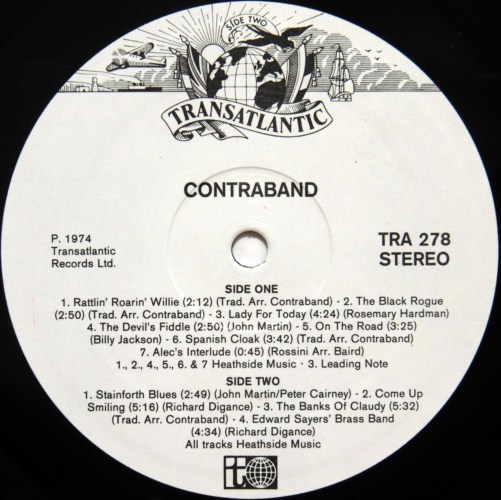 SIDE TWO
TRANSATLANTIC
CONTRABAND
P. 1974
Transatlantic
Records Ltd.
TRA 278
STEREO
SIDE ONE
1. Rattlin' Roarin' Willie (2:12) (Trad. Arr. Contraband) - 2. The Black Rogue
(2:50) (Trad. Arr. Contraband) - 3. Lady For Today (4:24) (Rosemary Hardman)
4. The Devil's Fiddle (2:50) (John Martin) - 5. On The Road (3:25)
(Billy Jackson) - 6. Spanish Cloak (3:42) (Trad. Arr. Contraband)
7. Alec's Interlude (0:45) (Rossini Arr. Baird)
1., 2., 4., 5., 6. & 7 Heathside Music · 3. Leading Note
SIDE TWO
1. Stainforth Blues (2:49) (John Martin/Peter Cairney) - 2. Come Up
Smiling (5:16) (Richard Digance) - 3. The Banks Of Claudy (5:32)
(Trad. Arr. Contraband) - 4. Edward Sayers' Brass Band
(4:34) (Richard Digance)
All tracks Heathside Music
t